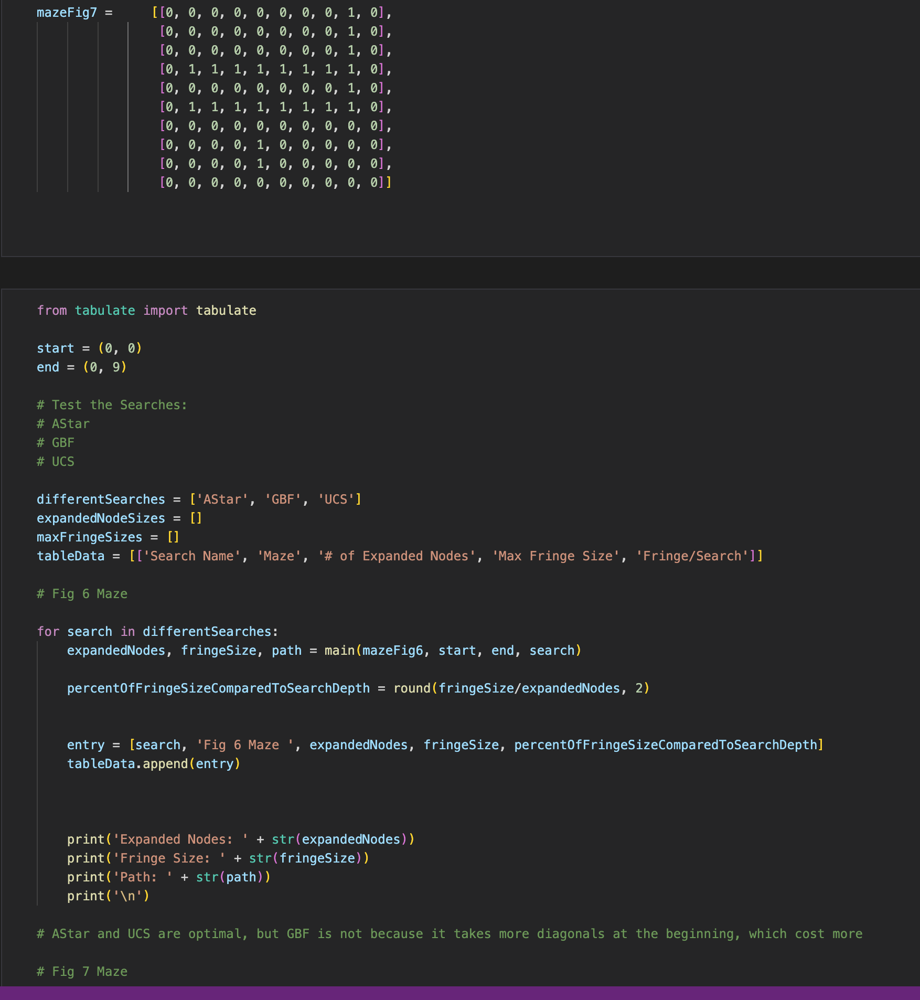 mazeFig7 = [[0, 0, 0, 0, 0, 0, 0, 0, 1, 0],
[0, 0, 0, 0, 0, 0, 0, 0, 1, 0],
[0, 0, 0, 0, 0, 0, 0, 0, 1, 0],
[0, 1, 1, 1, 1, 1, 1, 1, 1, 0],
[0, 0, 0, 0, 0, 0, 0, 0, 1, 0],
[0, 1, 1, 1, 1, 1, 1, 1, 1, 0],
[0, 0, 0, 0, 0, 0, 0, 0, 0, 0],
[0, 0, 0, 0, 1, 0, 0, 0, 0, 0],
[0, 0, 0, 0, 1, 0, 0, 0, 0, 0],
[0, 0, 0, 0, 0, 0, 0, 0, 0, 0]]
from tabulate import tabulate
start = (0, 0)
end = (0, 9)
# Test the Searches:
# AStar
# GBF
# UCS
differentSearches = ['AStar', 'GBF', 'UCS']
expandedNodeSizes = []
maxFringeSizes = []
tableData = [['Search Name', 'Maze', '# of Expanded Nodes', 'Max Fringe Size', 'Fringe/Search']]
# Fig 6 Maze
for search in differentSearches:
expandedNodes, fringeSize, path = main(mazeFig6, start, end, search)
percentOfFringeSizeComparedToSearchDepth = round(fringeSize/expandedNodes, 2)
entry = [search, 'Fig 6 Maze ', expandedNodes, fringeSize, percentOfFringeSizeComparedToSearchDepth]
tableData.append(entry)
print('Expanded Nodes: ' + str(expandedNodes))
print('Fringe Size: ' + str(fringeSize))
print('Path: ' + str(path))
print('\n')
# AStar and UCS are optimal, but GBF is not because it takes more diagonals at the beginning, which cost more
# Fig 7 Maze